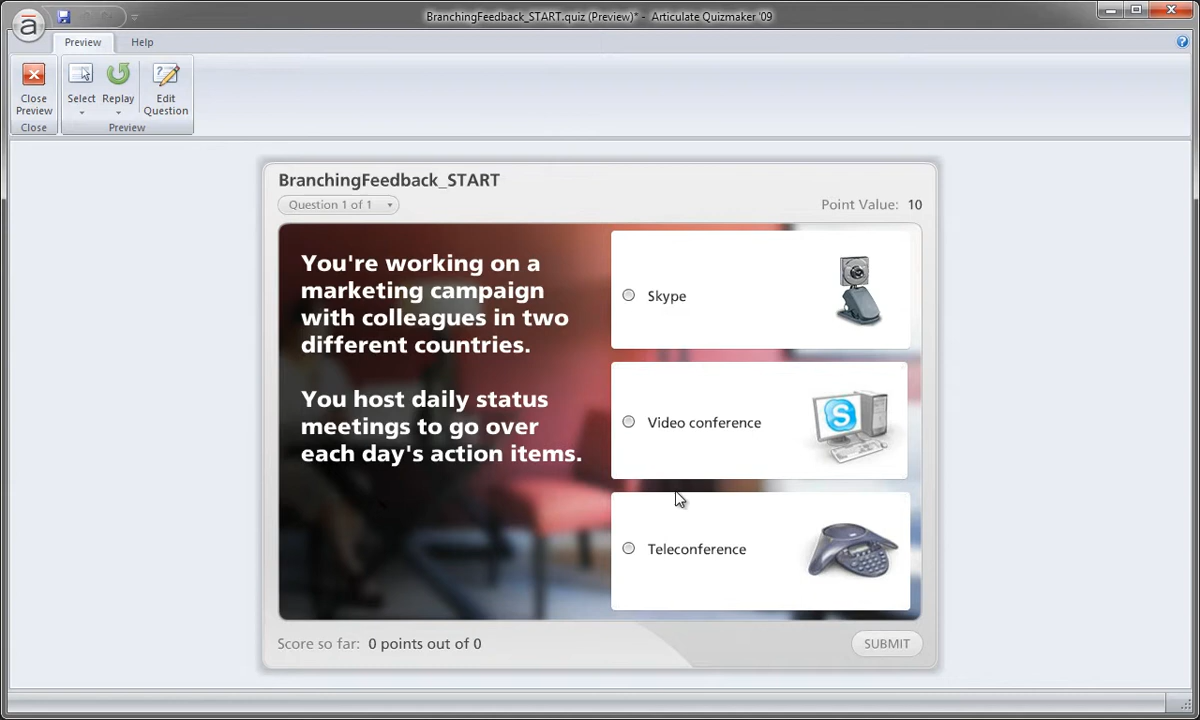 BranchingFeedback_START.quiz (Preview)* - Articulate Quizmaker '09
Preview
Help
Close
Preview
Select
Replay
Edit
Question
Close
Preview
BranchingFeedback_START
Question 1 of 1
Point Value: 10
You're working on a
marketing campaign
with colleagues in two
different countries.
You host daily status
meetings to go over
each day's action items.
Skype
Video conference
Teleconference
Score so far: 0 points out of 0
SUBMIT